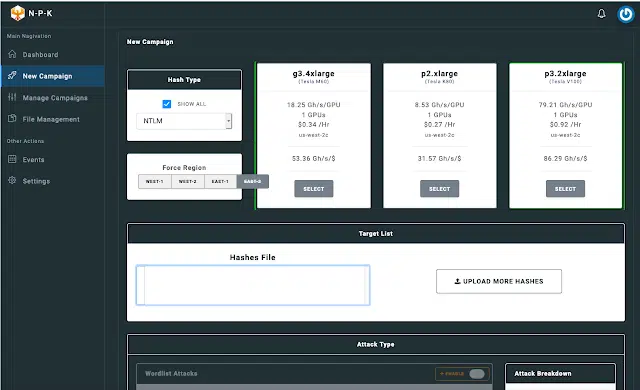 N-P-K
Main Nagivation
Dashboard
New Campaign
Manage Campaigns
File Management
Other Actions
Events
Settings
New Campaign
Hash Type
SHOW ALL
NTLM
Force Region
WEST-1
WEST-2
EAST-1
EAST-2
g3.4xlarge
(Tesla M60)
18.25 Gh/s/GPU
1 GPUs
$0.34 /Hr
us-west-2c
53.36 Gh/s/$
SELECT
p2.xlarge
(Tesla K80)
8.53 Gh/s/GPU
1 GPUs
$0.27 /Hr
us-west-2c
31.57 Gh/s/$
SELECT
p3.2xlarge
(Tesla V100)
79.21 Gh/s/GPU
1 GPUs
$0.92 /Hr
us-west-2c
86.29 Gh/s/$
SELECT
Target List
Hashes File
UPLOAD MORE HASHES
Attack Type
Wordlist Attacks
Attack Breakdown